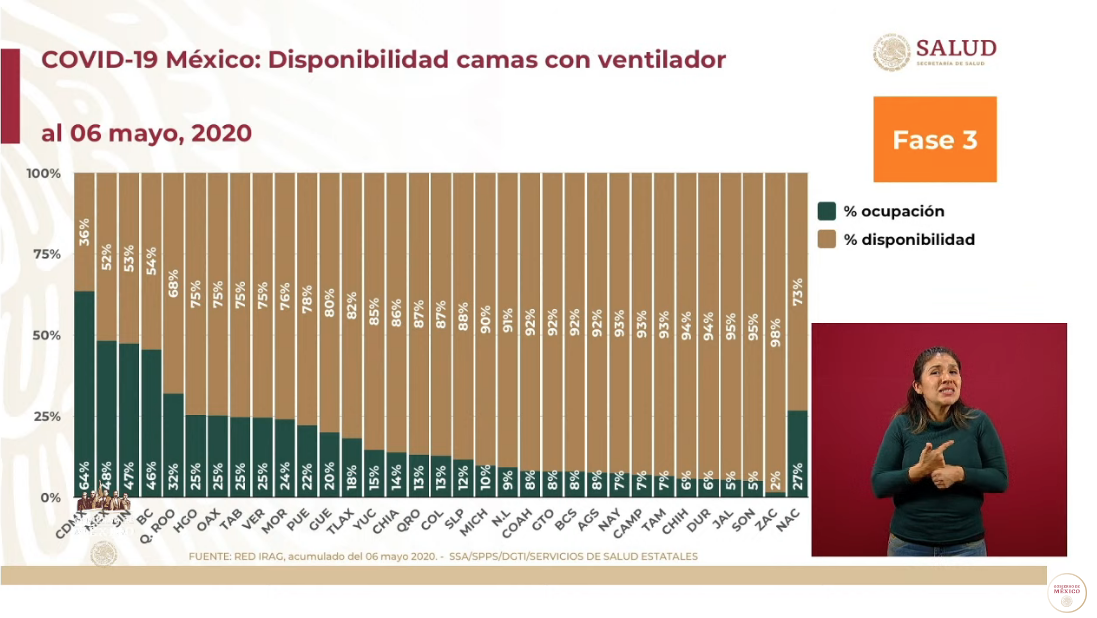 COVID-19 México: Disponibilidad camas con ventilador
al 06 mayo, 2020
SALUD
SECRETARÍA DE SALUD
Fase 3
% ocupación
% disponibilidad
100%
75%
50%
25%
0%
36% 52% 53% 54% 68% 75% 75% 75% 75% 76% 78% 80% 82% 85% 86% 87% 87% 88% 90% 91% 92% 92% 92% 92% 93% 93% 93% 94% 94% 95% 95% 98% 73%
64% 48% 47% 46% 32% 25% 25% 25% 25% 24% 22% 20% 18% 15% 14% 13% 13% 12% 10% 9% 8% 8% 8% 8% 7% 7% 7% 6% 6% 5% 5% 2% 27%
CDMX SIN BC Q. ROO HGO OAX TAB VER MOR PUE GUE TLAX YUC CHIA QRO COL SLP MICH N.L COAH GTO BCS AGS NAY CAMP TAM CHIH DUR JAL SON ZAC NAC
FUENTE: RED IRAG, acumulado del 06 mayo 2020. - SSA/SPPS/DGTI/SERVICIOS DE SALUD ESTATALES
GOBIERNO DE
MÉXICO